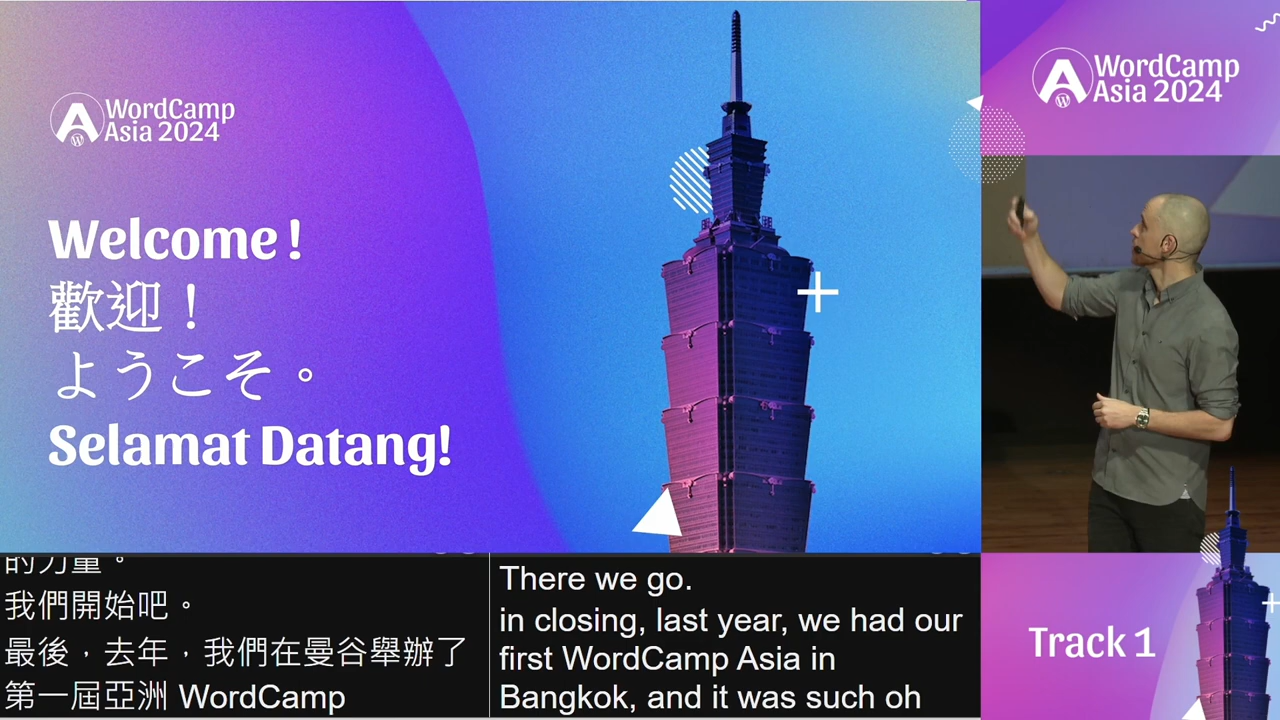 WordCamp
Asia 2024
Welcome !
歡迎！
ようこそ。
Selamat Datang!
WordCamp
Asia 2024
的力量。
我們開始吧。
最後，去年，我們在曼谷舉辦了
第一屆亞洲 WordCamp
There we go.
in closing, last year, we had our
first WordCamp Asia in
Bangkok, and it was such oh
Track 1